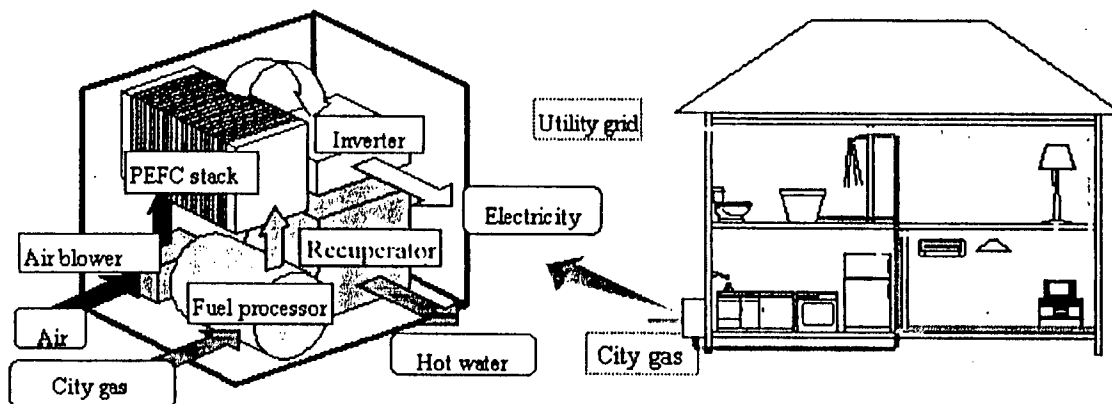 Inverter
PEFC stack
Air blower
Recuperator
Fuel processor
Air
City gas
Electricity
Hot water
Utility grid
City gas